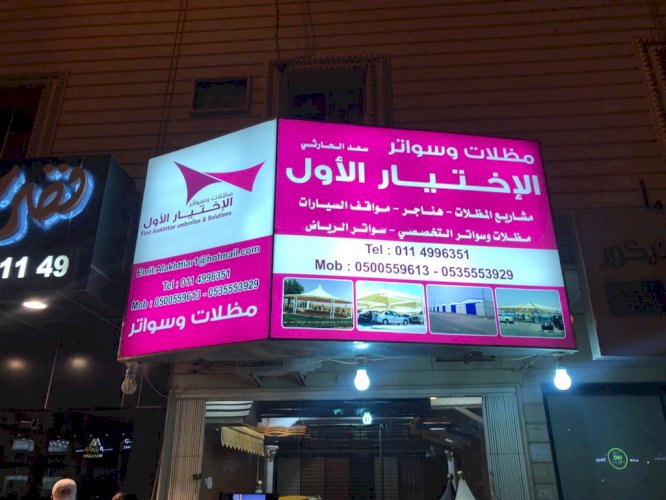 مظلات وسواتر
الإختيار الأول
First Alakhtiar umbrellas & Solutions
Emil:Alakhtiar1@hotmail.com
Tel : 011 4996351
Mob : 0500559613 - 0535553929
مظلات وسواتر
مظلات وسواتر سعد الحارثي
الإختيار الأول
مشاريع المظلات - هناجر - مواقف السيارات
مظلات وسواتر التخصصي - سواتر الرياض
Tel : 011 4996351
Mob : 0500559613 - 0535553929
قصر
11 49